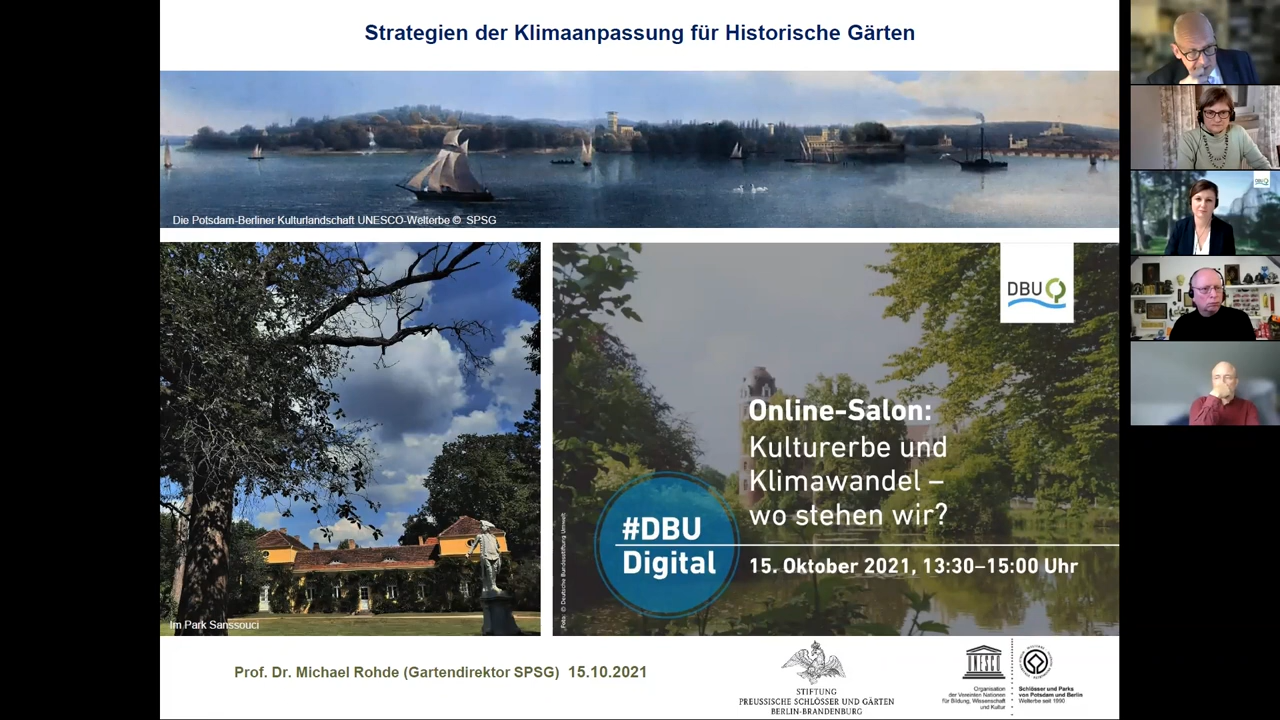 Strategien der Klimaanpassung für Historische Gärten
Die Potsdam-Berliner Kulturlandschaft UNESCO-Welterbe © SPSG
DBU
Online-Salon:
Kulturerbe und
Klimawandel –
wo stehen wir?
#DBU
Digital
15. Oktober 2021, 13:30–15:00 Uhr
Foto: © Deutsche Bundesstiftung Umwelt
Im Park Sanssouci
Prof. Dr. Michael Rohde (Gartendirektor SPSG) 15.10.2021
STIFTUNG
PREUSSISCHE SCHLÖSSER UND GÄRTEN
BERLIN-BRANDENBURG
UNESCO
Organisation
der Vereinten Nationen
für Bildung, Wissenschaft
und Kultur
Schlösser und Parks
von Potsdam und Berlin
Welterbe seit 1990